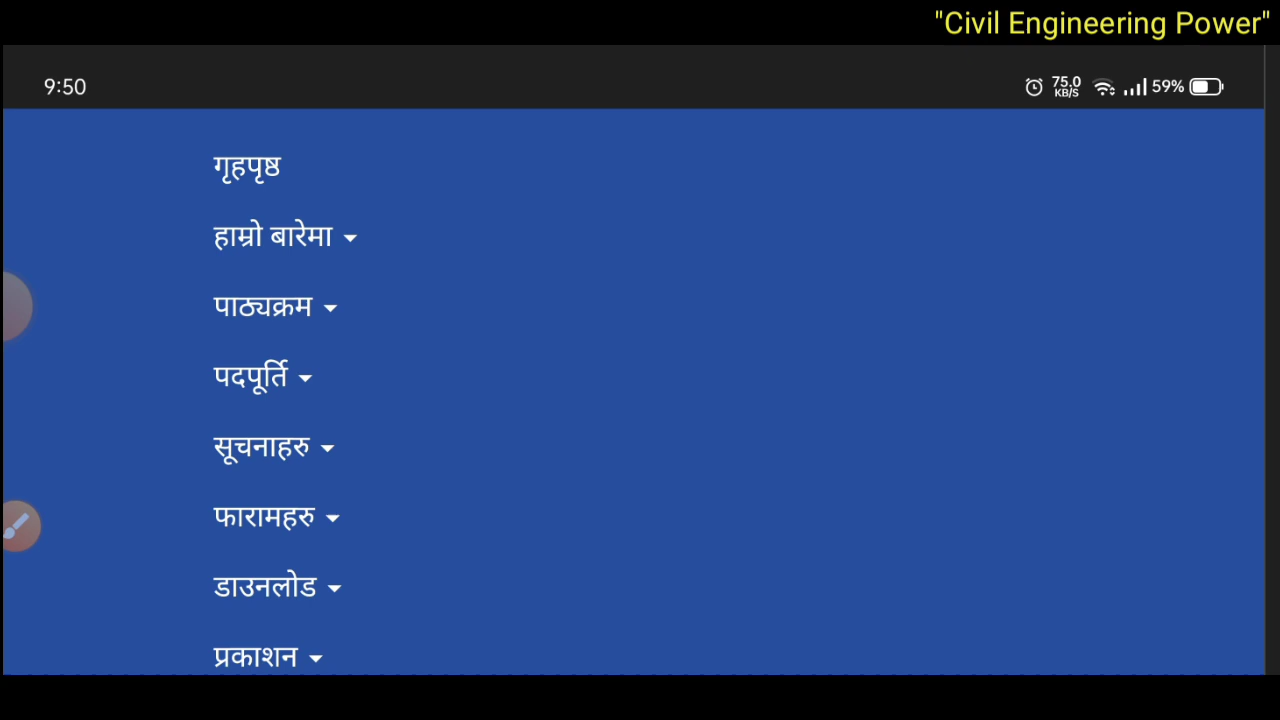 "Civil Engineering Power"
9:50 75.0 KB/S 59%
गृहपृष्ठ
हाम्रो बारेमा
पाठ्यक्रम
पदपूर्ति
सूचनाहरु
फारामहरु
डाउनलोड
प्रकाशन